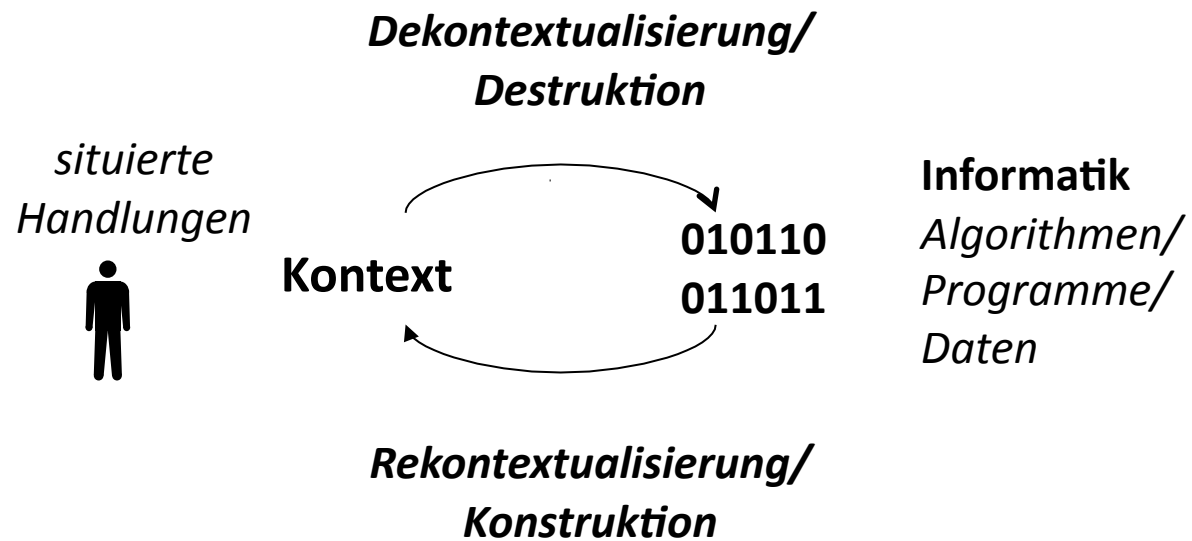 Dekontextualisierung/
Destruktion
situierte
Handlungen
Kontext
010110
011011
Informatik
Algorithmen/
Programme/
Daten
Rekontextualisierung/
Konstruktion